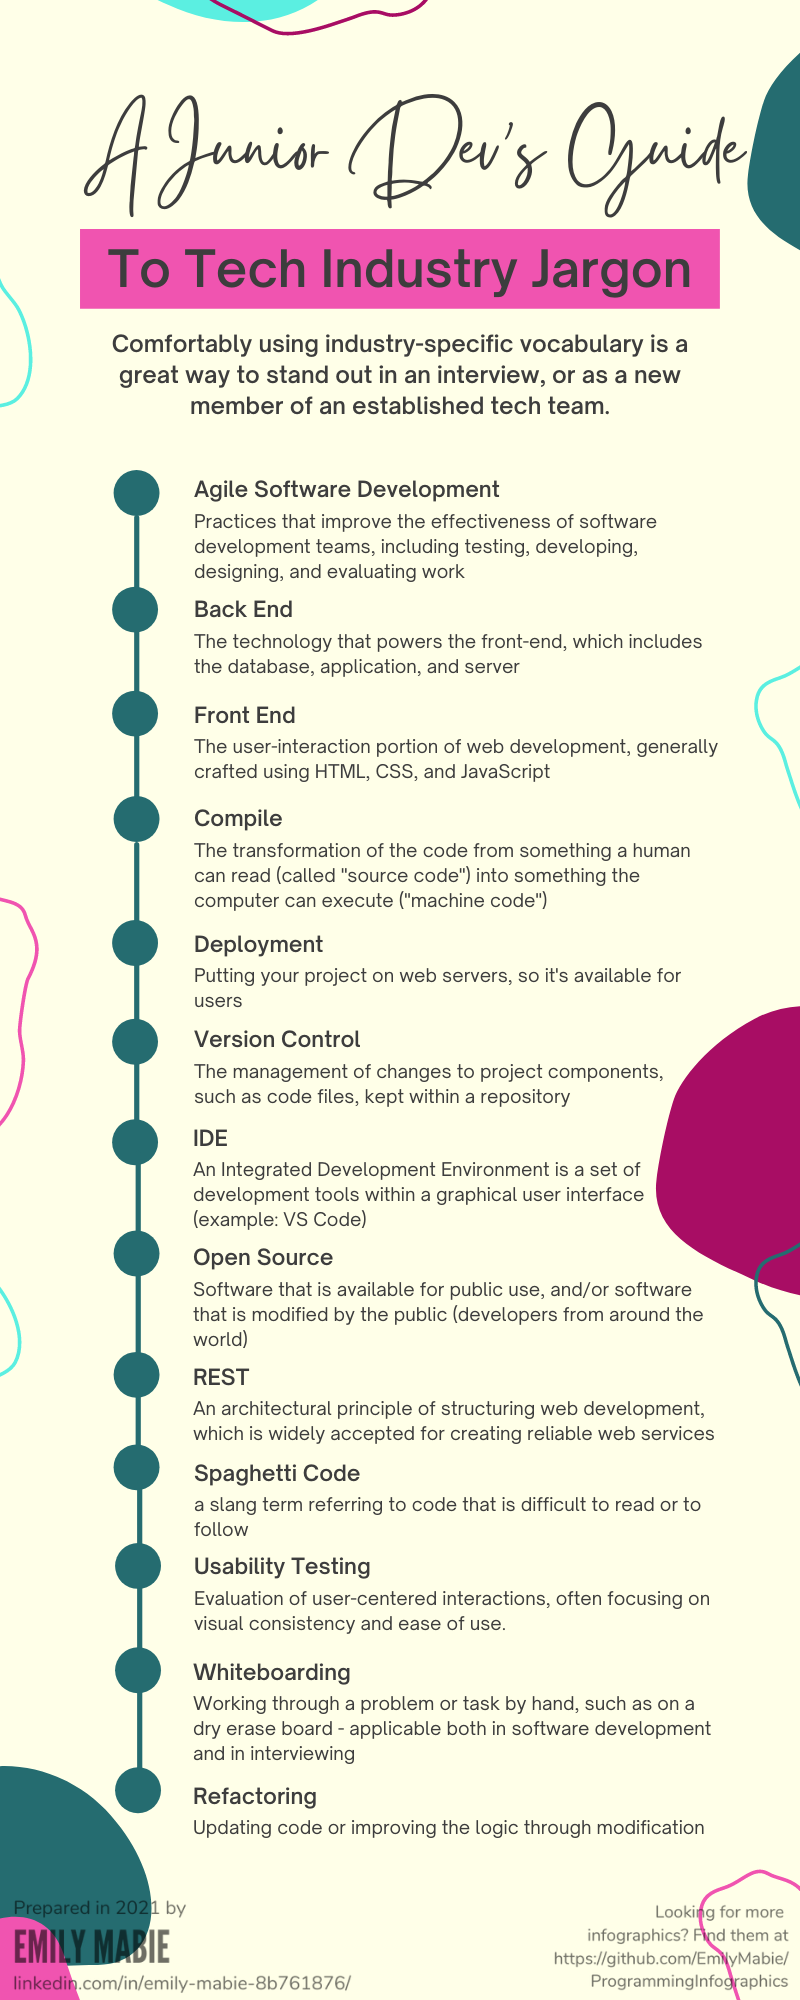 A Junior Dev's Guide
To Tech Industry Jargon
Comfortably using industry-specific vocabulary is a
great way to stand out in an interview, or as a new
member of an established tech team.
Agile Software Development
Practices that improve the effectiveness of software
development teams, including testing, developing,
designing, and evaluating work
Back End
The technology that powers the front-end, which includes
the database, application, and server
Front End
The user-interaction portion of web development, generally
crafted using HTML, CSS, and JavaScript
Compile
The transformation of the code from something a human
can read (called "source code") into something the
computer can execute ("machine code")
Deployment
Putting your project on web servers, so it's available for
users
Version Control
The management of changes to project components,
such as code files, kept within a repository
IDE
An Integrated Development Environment is a set of
development tools within a graphical user interface
(example: VS Code)
Open Source
Software that is available for public use, and/or software
that is modified by the public (developers from around the
world)
REST
An architectural principle of structuring web development,
which is widely accepted for creating reliable web services
Spaghetti Code
a slang term referring to code that is difficult to read or to
follow
Usability Testing
Evaluation of user-centered interactions, often focusing on
visual consistency and ease of use.
Whiteboarding
Working through a problem or task by hand, such as on a
dry erase board - applicable both in software development
and in interviewing
Refactoring
Updating code or improving the logic through modification
Prepared in 2021 by
EMILY MABIE
linkedin.com/in/emily-mabie-8b761876/
Looking for more
infographics? Find them at
https://github.com/EmilyMabie/
ProgrammingInfographics